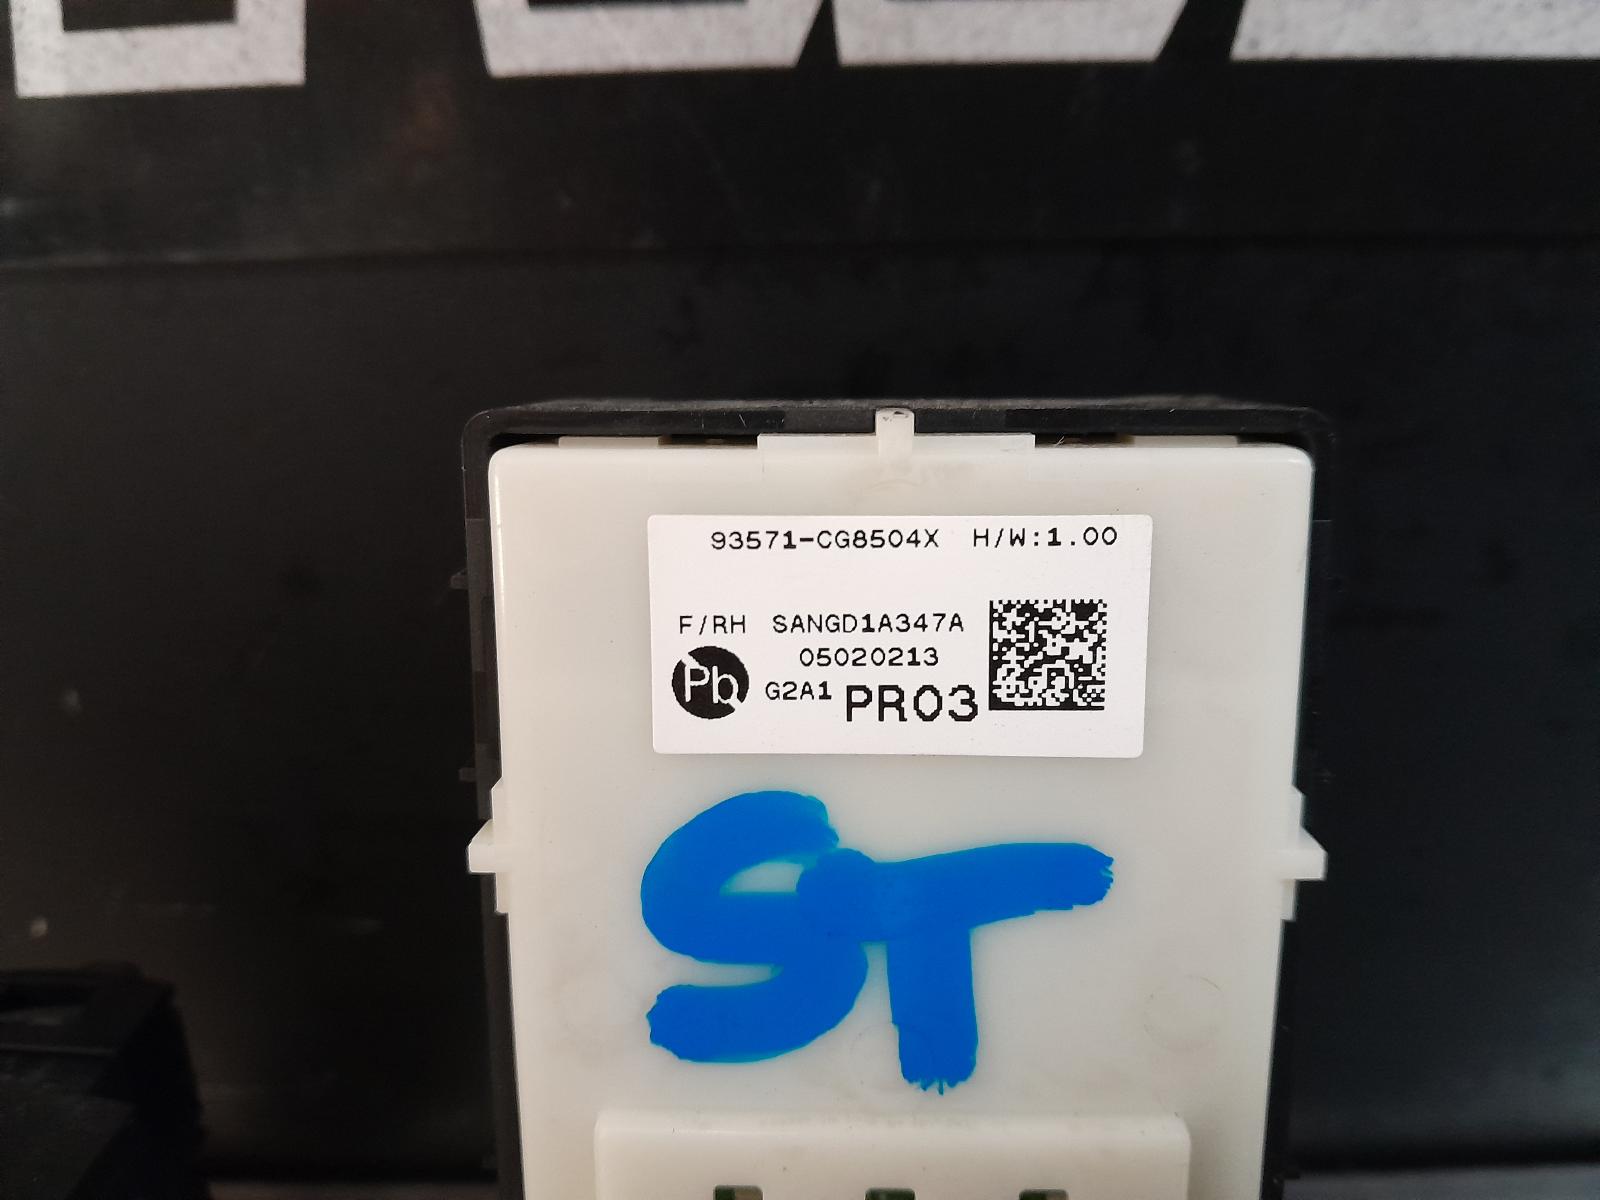 93571-CG8504X H/W:1.00
F/RH SANGD1A347A
05020213
Pb G2A1 PR03
ST